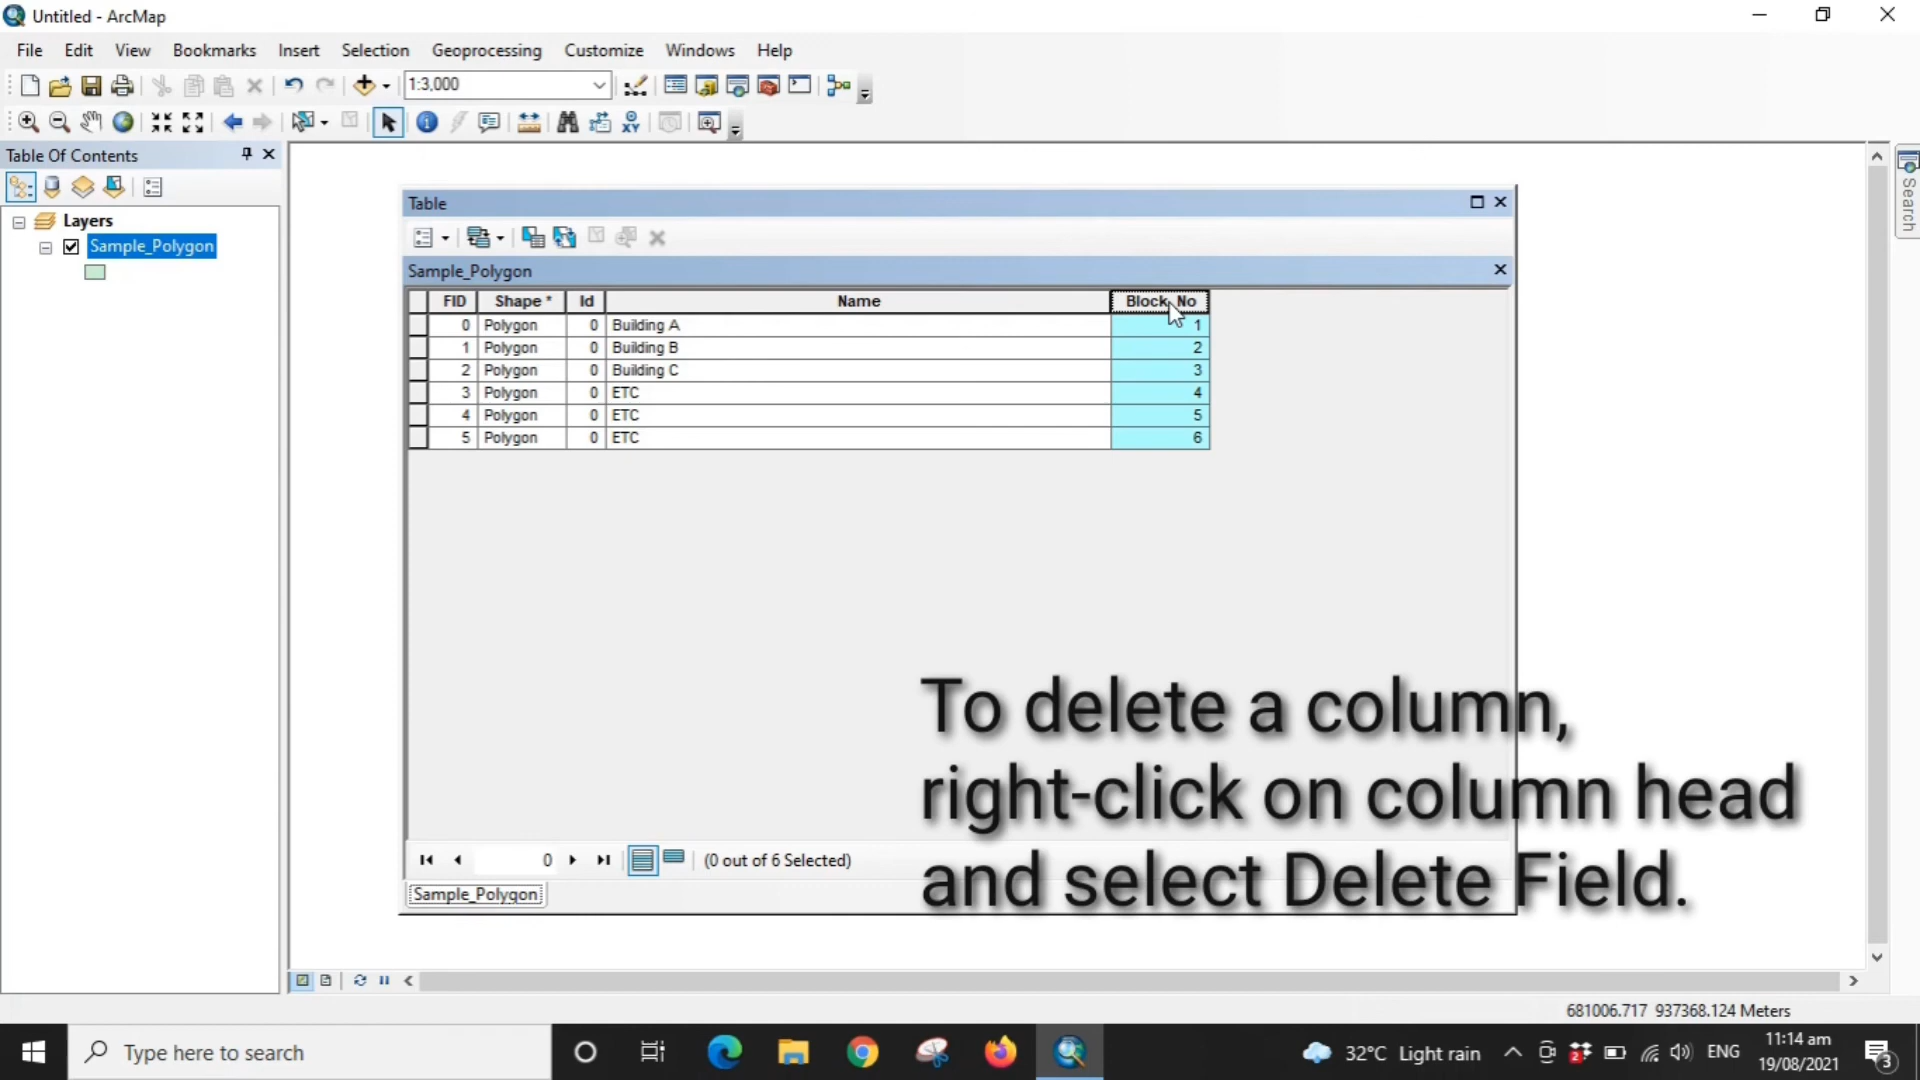 Untitled - ArcMap
File Edit View Bookmarks Insert Selection Geoprocessing Customize Windows Help
1:3,000
Table Of Contents
Layers
Sample_Polygon
Table
Sample_Polygon
FID Shape * Id Name Block_No
0 Polygon 0 Building A 1
1 Polygon 0 Building B 2
2 Polygon 0 Building C 3
3 Polygon 0 ETC 4
4 Polygon 0 ETC 5
5 Polygon 0 ETC 6
To delete a column,
right-click on column head
and select Delete Field.
0 (0 out of 6 Selected)
Sample_Polygon
Search
681006.717 937368.124 Meters
Type here to search
32°C Light rain
ENG
11:14 am
19/08/2021
3